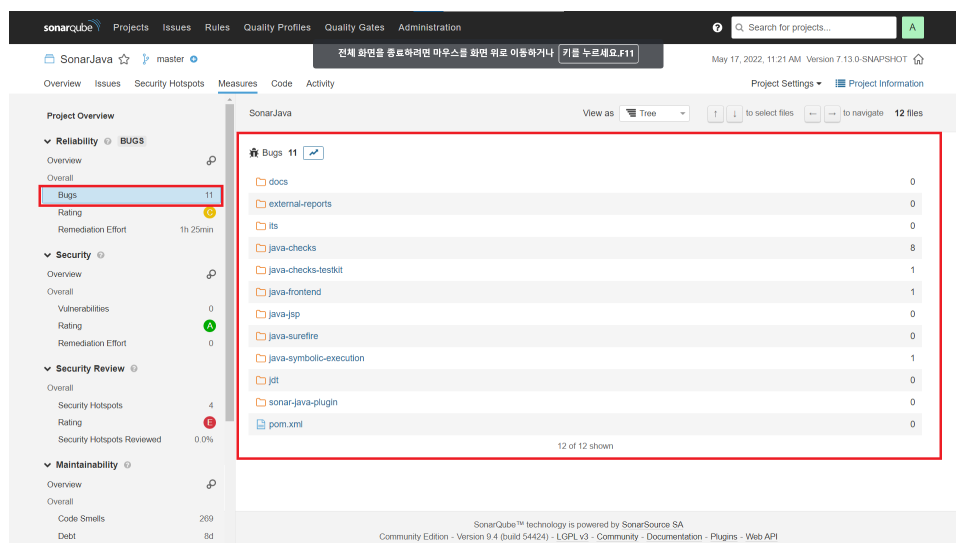 sonarqube Projects Issues Rules Quality Profiles Quality Gates Administration ? Search for projects... A
SonarJava master
전체 화면을 종료하려면 마우스를 화면 위로 이동하거나 키를 누르세요.F11
May 17, 2022, 11:21 AM Version 7.13.0-SNAPSHOT
Overview Issues Security Hotspots Measures Code Activity Project Settings Project Information
Project Overview
Reliability ? BUGS
Overview
Overall
Bugs 11
Rating C
Remediation Effort 1h 25min
Security ?
Overview
Overall
Vulnerabilities 0
Rating A
Remediation Effort 0
Security Review ?
Overall
Security Hotspots 4
Rating E
Security Hotspots Reviewed 0.0%
Maintainability ?
Overview
Overall
Code Smells 269
Debt 8d
SonarJava View as Tree ↑ ↓ to select files ← → to navigate 12 files
Bugs 11
docs 0
external-reports 0
its 0
java-checks 8
java-checks-testkit 1
java-frontend 1
java-jsp 0
java-surefire 0
java-symbolic-execution 1
jdt 0
sonar-java-plugin 0
pom.xml 0
12 of 12 shown
SonarQube™ technology is powered by SonarSource SA
Community Edition - Version 9.4 (build 54424) - LGPL v3 - Community - Documentation - Plugins - Web API